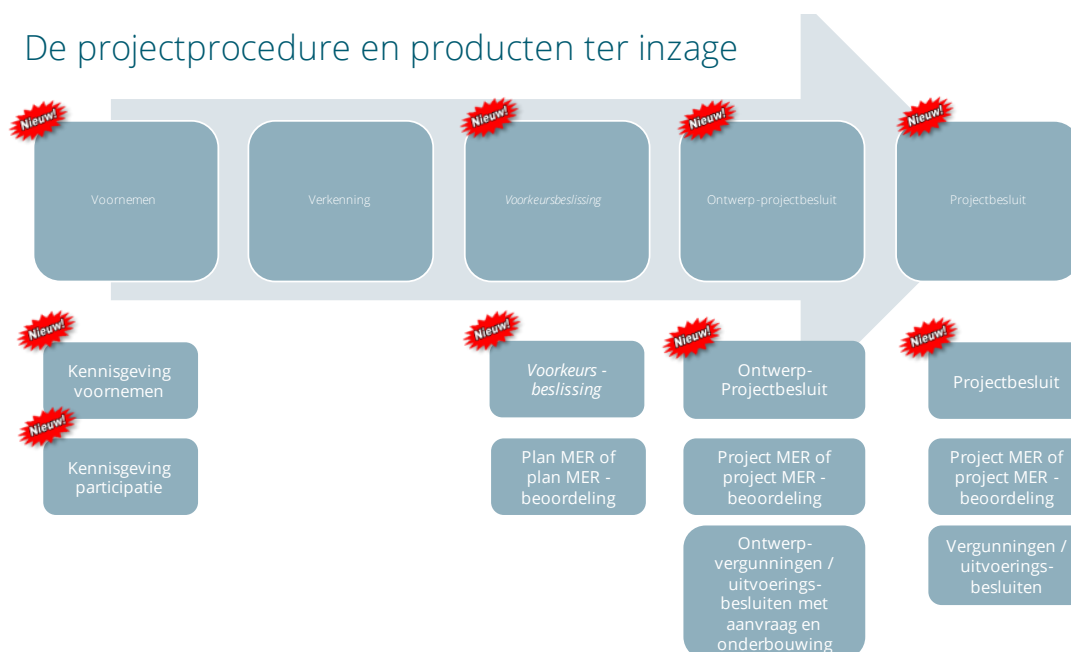 De projectprocedure en producten ter inzage
Nieuw!
Nieuw!
Nieuw!
Nieuw!
Voornemen
Verkenning
Voorkeursbeslissing
Ontwerp-projectbesluit
Projectbesluit
Nieuw!
Kennisgeving
voornemen
Nieuw!
Kennisgeving
participatie
Nieuw!
Voorkeurs -
beslissing
Plan MER of
plan MER -
beoordeling
Nieuw!
Ontwerp-
Projectbesluit
Project MER of
project MER -
beoordeling
Ontwerp-
vergunningen /
uitvoerings-
besluiten met
aanvraag en
onderbouwing
Nieuw!
Projectbesluit
Project MER of
project MER -
beoordeling
Vergunningen /
uitvoerings-
besluiten